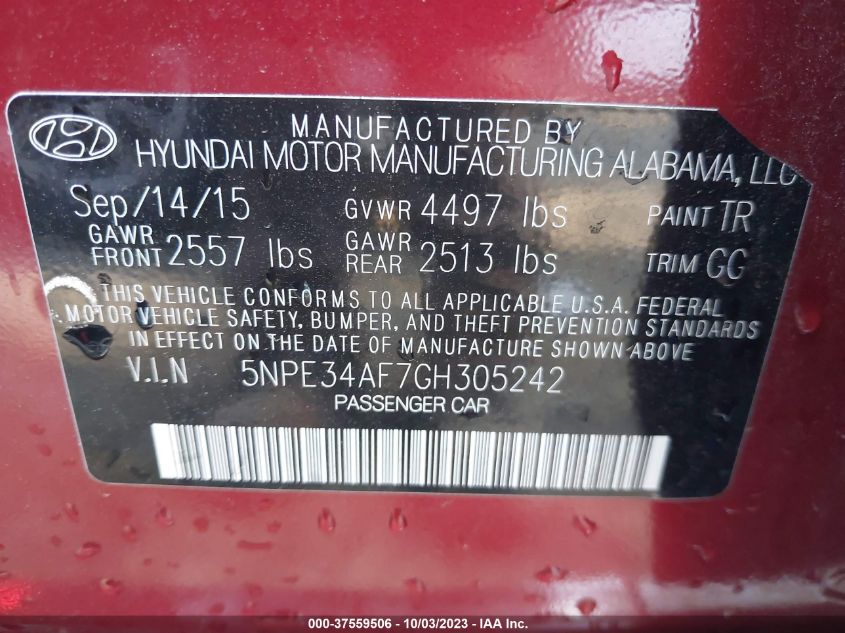 MANUFACTURED BY
HYUNDAI MOTOR MANUFACTURING ALABAMA, LLC
Sep/14/15 GVWR 4497 lbs PAINT TR
GAWR FRONT 2557 lbs GAWR REAR 2513 lbs TRIM GC
THIS VEHICLE CONFORMS TO ALL APPLICABLE U.S.A. FEDERAL
MOTOR VEHICLE SAFETY, BUMPER, AND THEFT PREVENTION STANDARDS
IN EFFECT ON THE DATE OF MANUFACTURE SHOWN ABOVE.
V.I.N 5NPE34AF7GH305242
PASSENGER CAR
000-37559506 - 10/03/2023 - IAA Inc.